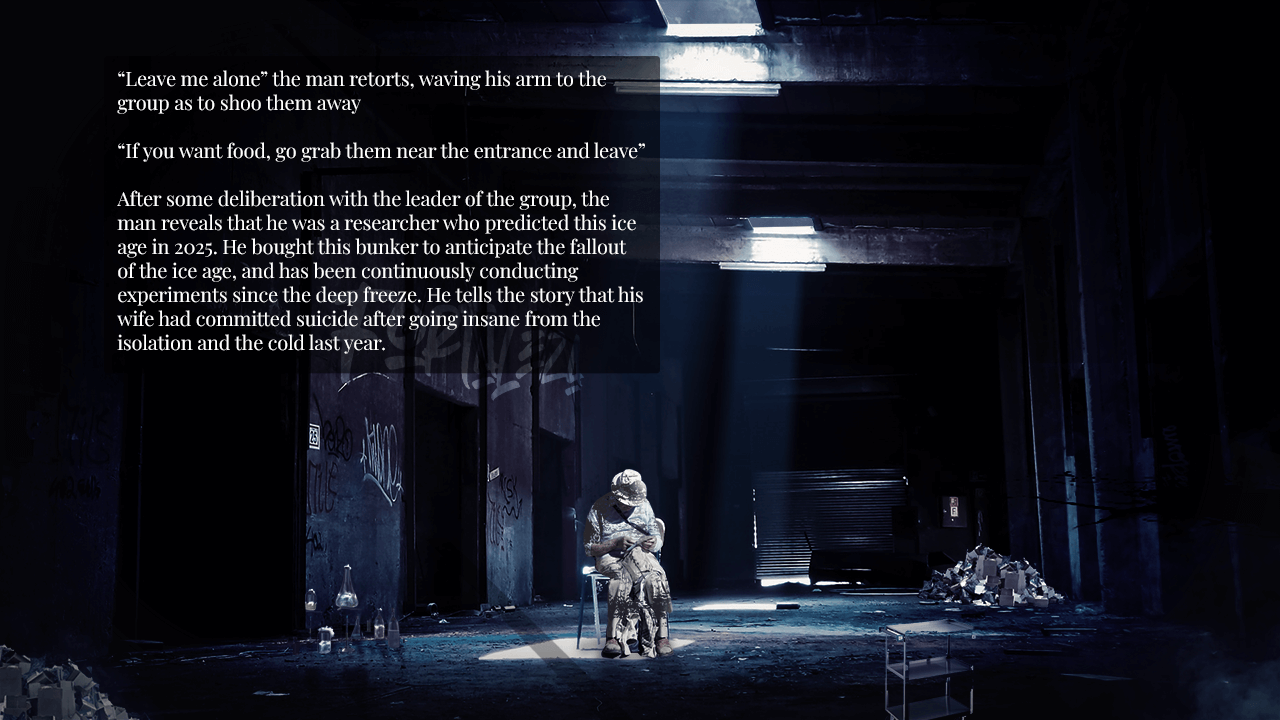 “Leave me alone” the man retorts, waving his arm to the
group as to shoo them away
“If you want food, go grab them near the entrance and leave”
After some deliberation with the leader of the group, the
man reveals that he was a researcher who predicted this ice
age in 2025. He bought this bunker to anticipate the fallout
of the ice age, and has been continuously conducting
experiments since the deep freeze. He tells the story that his
wife had committed suicide after going insane from the
isolation and the cold last year.